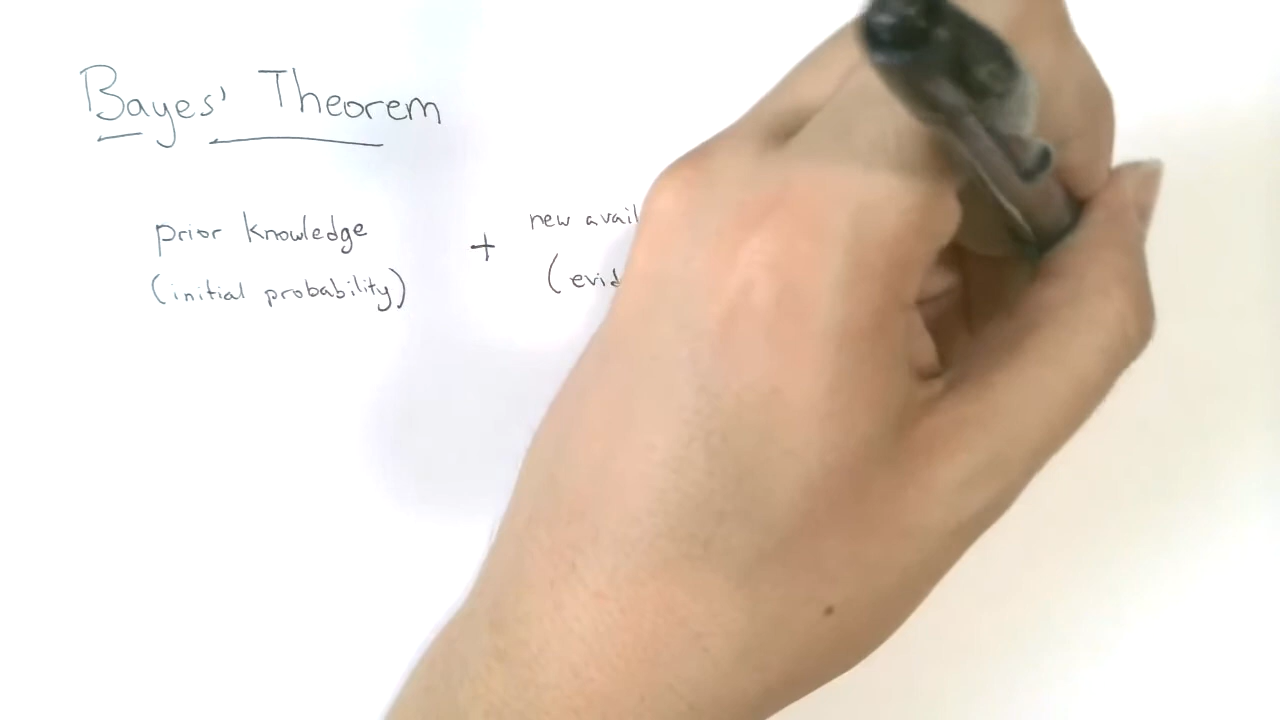 Bayes' Theorem
prior knowledge + new avail
(initial probability) (evid